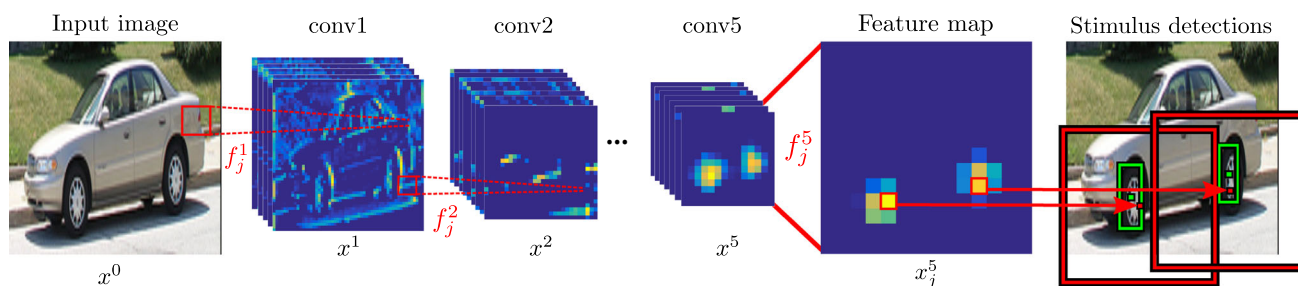 Input image
conv1
conv2
conv5
Feature map
Stimulus detections
f_j^1
f_j^2
...
f_j^5
x^0
x^1
x^2
x^5
x_j^5